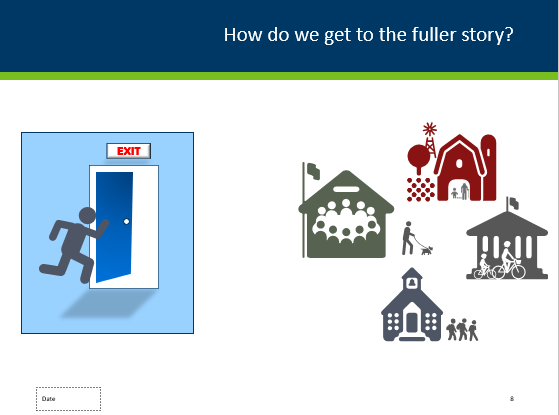 How do we get to the fuller story?
EXIT
Date
8